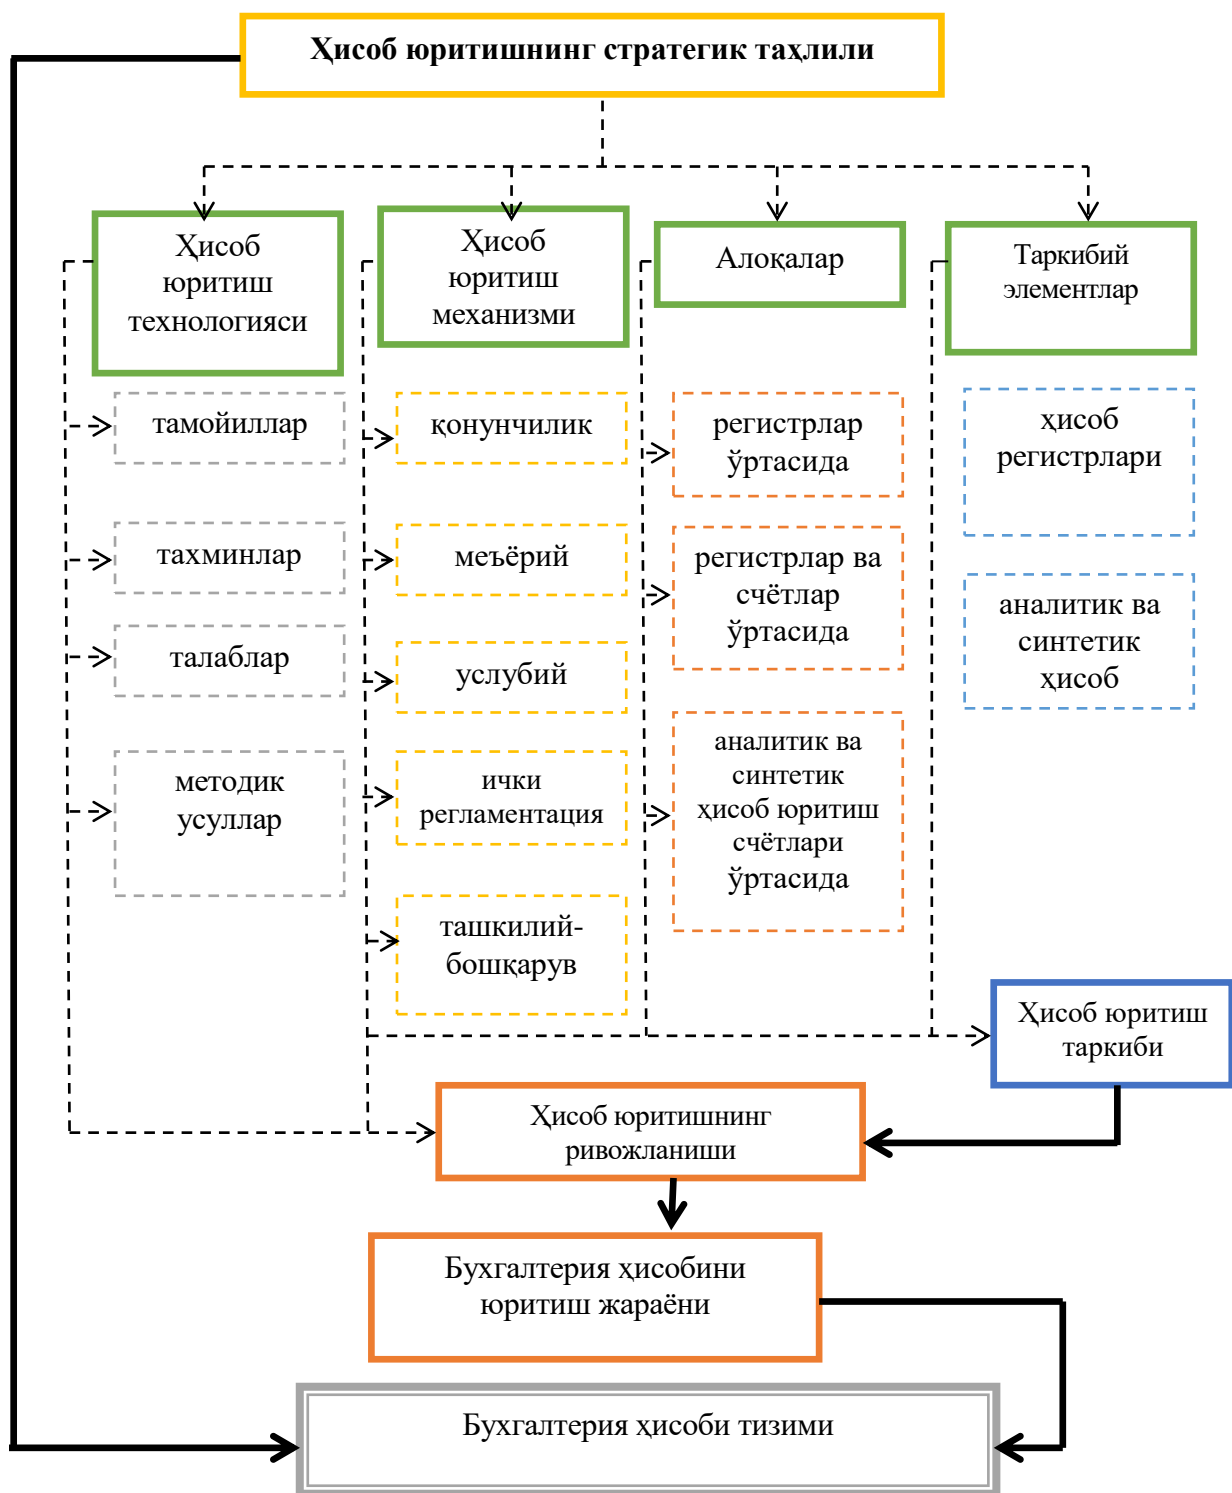 Ҳисоб юритишнинг стратегик таҳлили
Ҳисоб
юритиш
технологияси
Ҳисоб
юритиш
механизми
Алоқалар
Таркибий
элементлар
тамойиллар
тахминлар
талаблар
методик
усуллар
қонунчилик
меъёрий
услубий
ички
регламентация
ташкилий-
бошқарув
регистрлар
ўртасида
регистрлар ва
счётлар
ўртасида
аналитик ва
синтетик
ҳисоб юритиш
счётлари
ўртасида
ҳисоб
регистрлари
аналитик ва
синтетик
ҳисоб
Ҳисоб юритиш
таркиби
Ҳисоб юритишнинг
ривожланиши
Бухгалтерия ҳисобини
юритиш жараёни
Бухгалтерия ҳисоби тизими